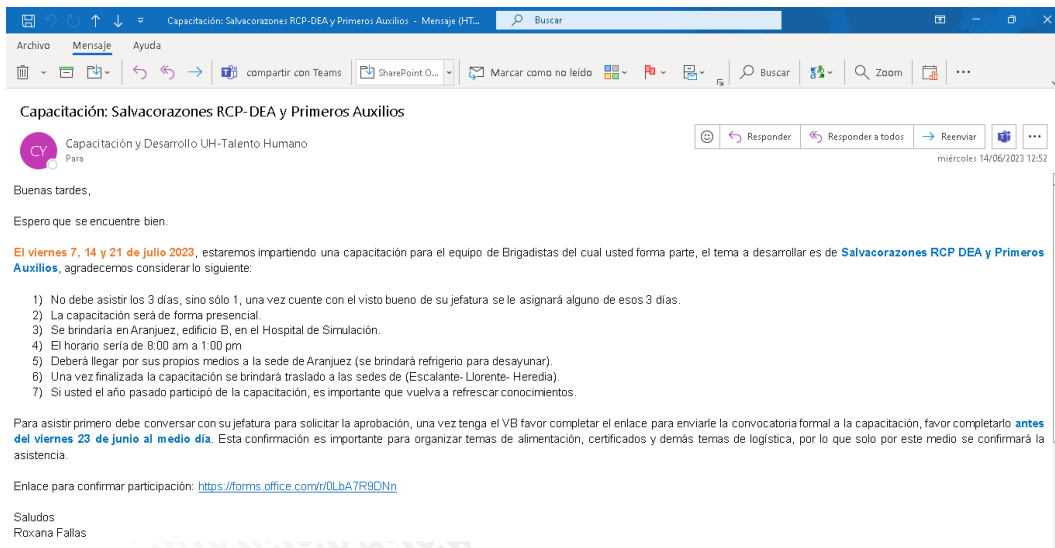 Capacitación: Salvacorazones RCP-DEA y Primeros Auxilios - Mensaje (HT...
Buscar
Archivo Mensaje Ayuda
compartir con Teams SharePoint O... Marcar como no leído Buscar Zoom
Capacitación: Salvacorazones RCP-DEA y Primeros Auxilios
CY
Capacitación y Desarrollo UH-Talento Humano
Para
Responder Responder a todos Reenviar
miércoles 14/06/2023 12:52
Buenas tardes,
Espero que se encuentre bien.
El viernes 7, 14 y 21 de julio 2023, estaremos impartiendo una capacitación para el equipo de Brigadistas del cual usted forma parte, el tema a desarrollar es de Salvacorazones RCP DEA y Primeros
Auxilios, agradecemos considerar lo siguiente:
1) No debe asistir los 3 días, sino sólo 1, una vez cuente con el visto bueno de su jefatura se le asignará alguno de esos 3 días.
2) La capacitación será de forma presencial.
3) Se brindaría en Aranjuez, edificio B, en el Hospital de Simulación.
4) El horario sería de 8:00 am a 1:00 pm
5) Deberá llegar por sus propios medios a la sede de Aranjuez (se brindará refrigerio para desayunar).
6) Una vez finalizada la capacitación se brindará traslado a las sedes de (Escalante- Llorente- Heredia).
7) Si usted el año pasado participó de la capacitación, es importante que vuelva a refrescar conocimientos.
Para asistir primero debe conversar con su jefatura para solicitar la aprobación, una vez tenga el VB favor completar el enlace para enviarle la convocatoria formal a la capacitación, favor completarlo antes
del viernes 23 de junio al medio día. Esta confirmación es importante para organizar temas de alimentación, certificados y demás temas de logística, por lo que solo por este medio se confirmará la
asistencia.
Enlace para confirmar participación: https://forms.office.com/r/0LbA7R9DNn
Saludos
Roxana Fallas